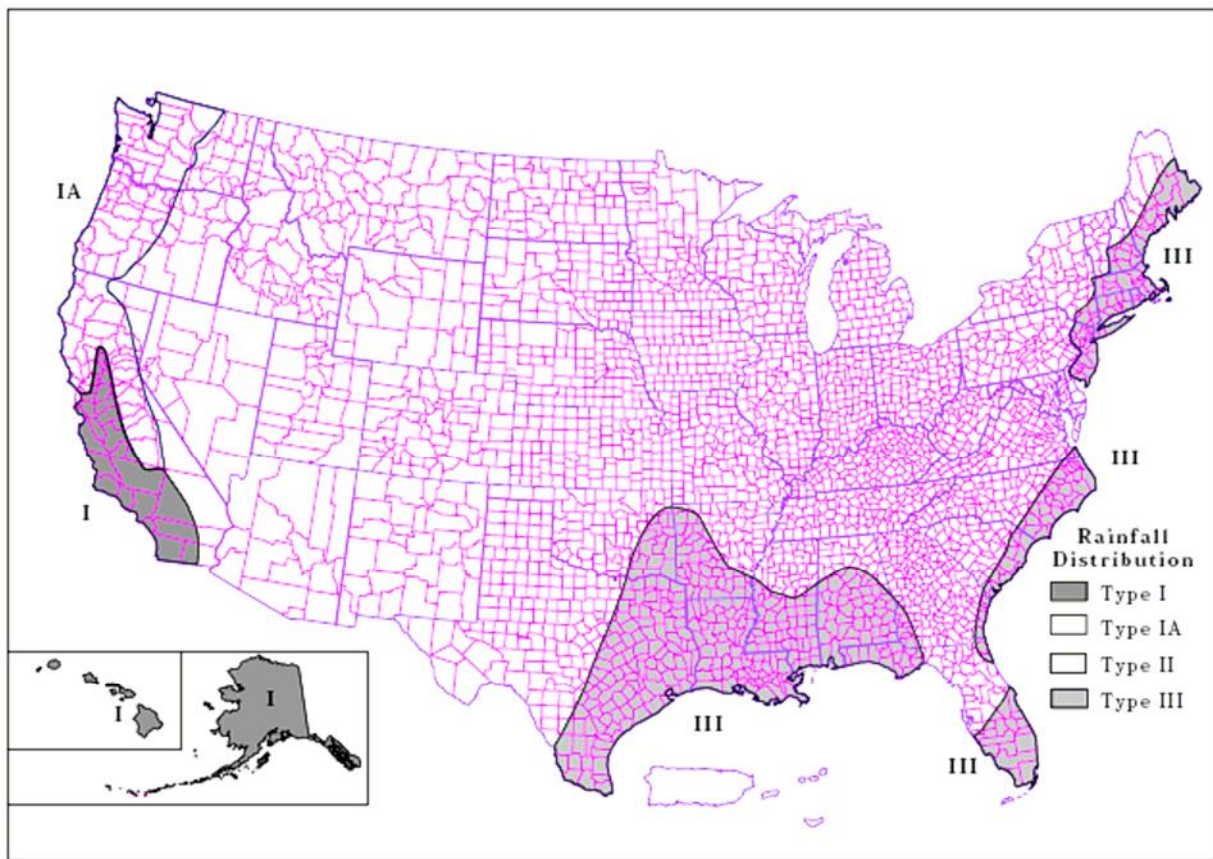 IA
III
III
I
Rainfall
Distribution
Type I
Type IA
Type II
Type III
I
I
III
III